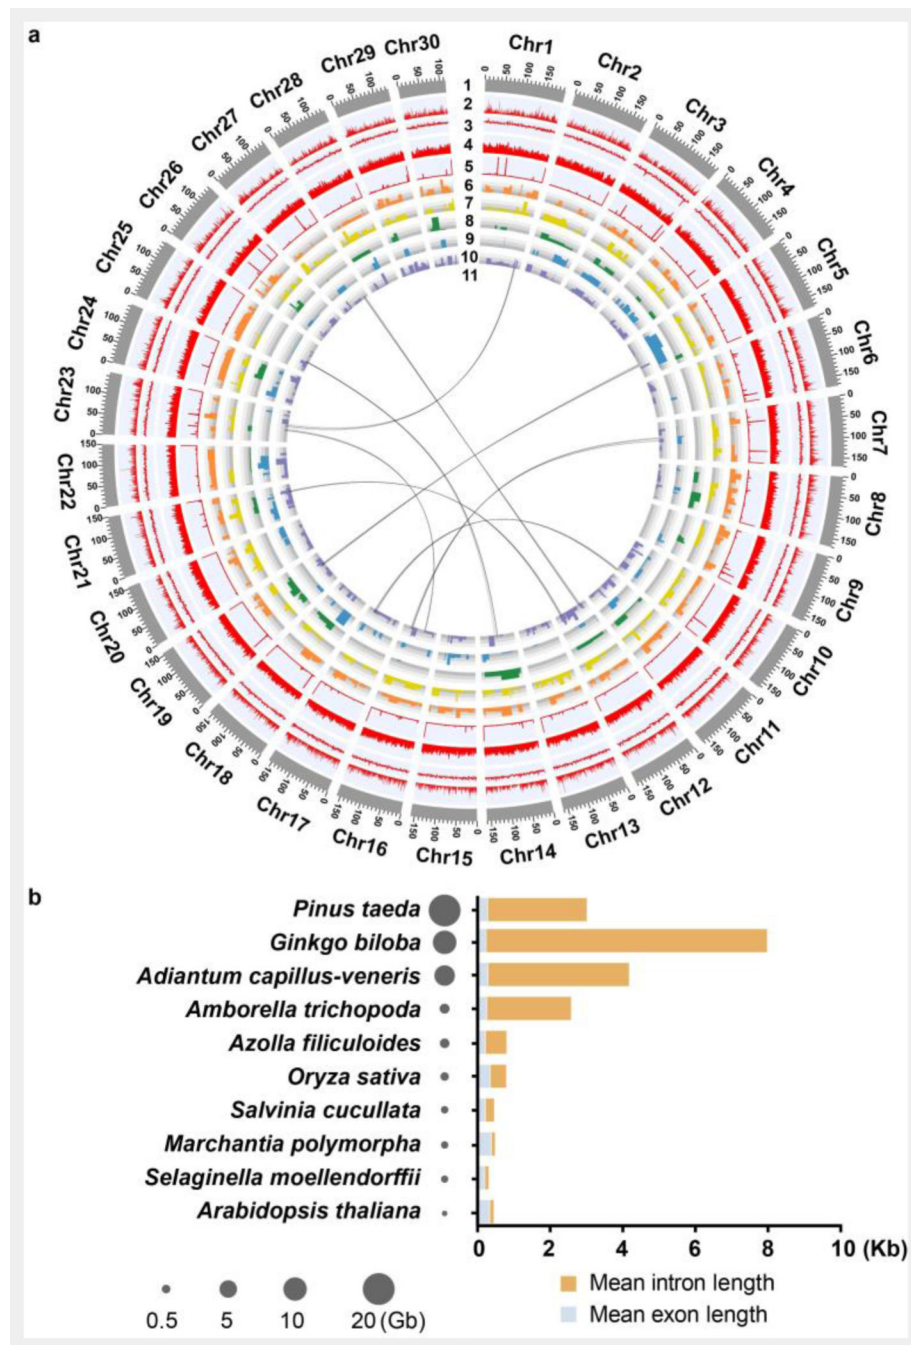 a
Chr1
Chr2
Chr3
Chr4
Chr5
Chr6
Chr7
Chr8
Chr9
Chr10
Chr11
Chr12
Chr13
Chr14
Chr15
Chr16
Chr17
Chr18
Chr19
Chr20
Chr21
Chr22
Chr23
Chr24
Chr25
Chr26
Chr27
Chr28
Chr29
Chr30
1
2
3
4
5
6
7
8
9
10
11
b
Pinus taeda
Ginkgo biloba
Adiantum capillus-veneris
Amborella trichopoda
Azolla filiculoides
Oryza sativa
Salvinia cucullata
Marchantia polymorpha
Selaginella moellendorffii
Arabidopsis thaliana
0 2 4 6 8 10 (Kb)
0.5 5 10 20 (Gb)
Mean intron length
Mean exon length